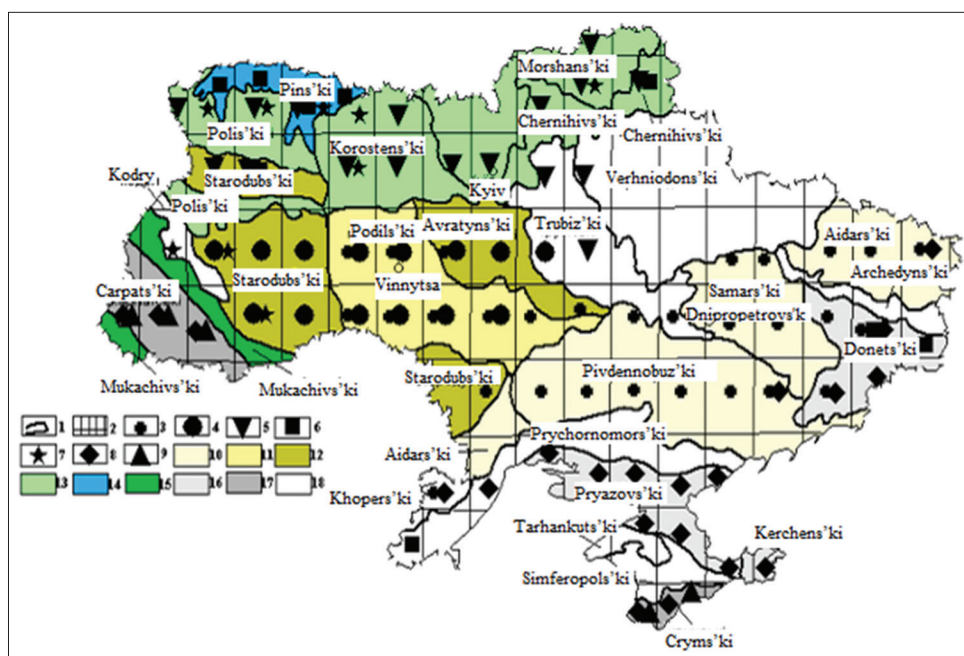 Morshans'ki
Pins'ki
Chernihivs'ki
Chernihivs'ki
Polis'ki
Korostens'ki
Kodry
Starodubs'ki
Kyiv
Verhniodons'ki
Polis'ki
Podils'ki
Avratyns'ki
Trubiz'ki
Aidars'ki
Starodubs'ki
Vinnytsa
Archedyns'ki
Carpats'ki
Samars'ki
Dnipropetrovs'k
Donets'ki
Mukachivs'ki
Mukachivs'ki
Starodubs'ki
Pivdennobuz'ki
1 2 3 4 5 6
Prychornomors'ki
7 8 9 10 11 12
Aidars'ki
13 14 15 16 17 18
Khopers'ki
Pryazovs'ki
Tarhankuts'ki
Kerchens'ki
Simferopols'ki
Cryms'ki